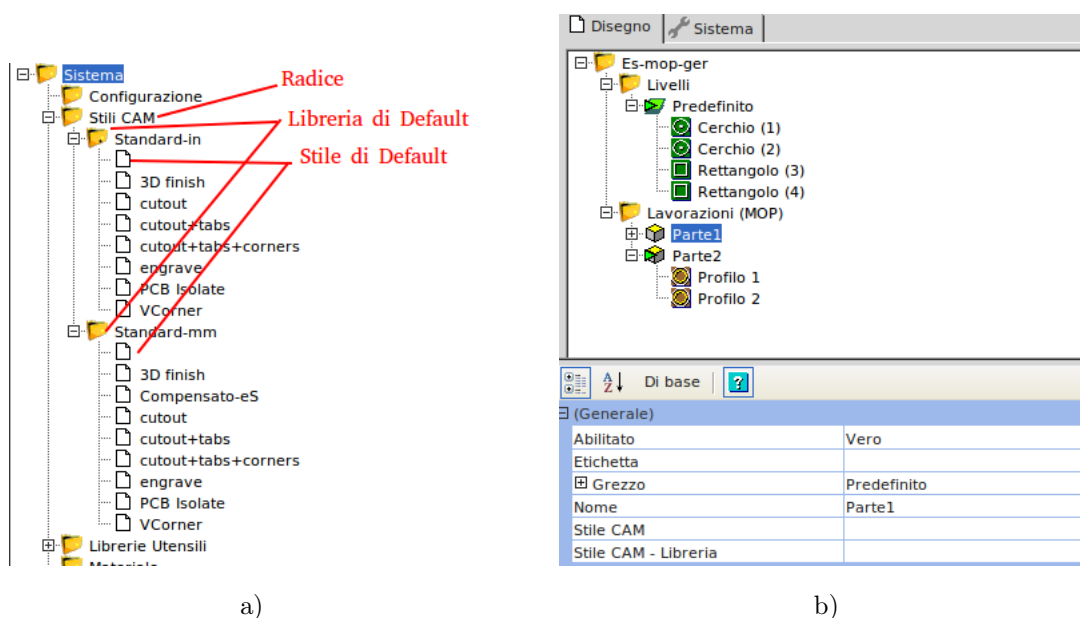 Sistema
Configurazione
Stili CAM
Standard-in
3D finish
cutout
cutout+tabs
cutout+tabs+corners
engrave
PCB Isolate
VCorner
Standard-mm
3D finish
Compensato-eS
cutout
cutout+tabs
cutout+tabs+corners
engrave
PCB Isolate
VCorner
Librerie Utensili
Radice
Libreria di Default
Stile di Default
a)
Disegno Sistema
Es-mop-ger
Livelli
Predefinito
Cerchio (1)
Cerchio (2)
Rettangolo (3)
Rettangolo (4)
Lavorazioni (MOP)
Parte1
Parte2
Profilo 1
Profilo 2
Di base
(Generale)
Abilitato Vero
Etichetta
Grezzo Predefinito
Nome Parte1
Stile CAM
Stile CAM - Libreria
b)